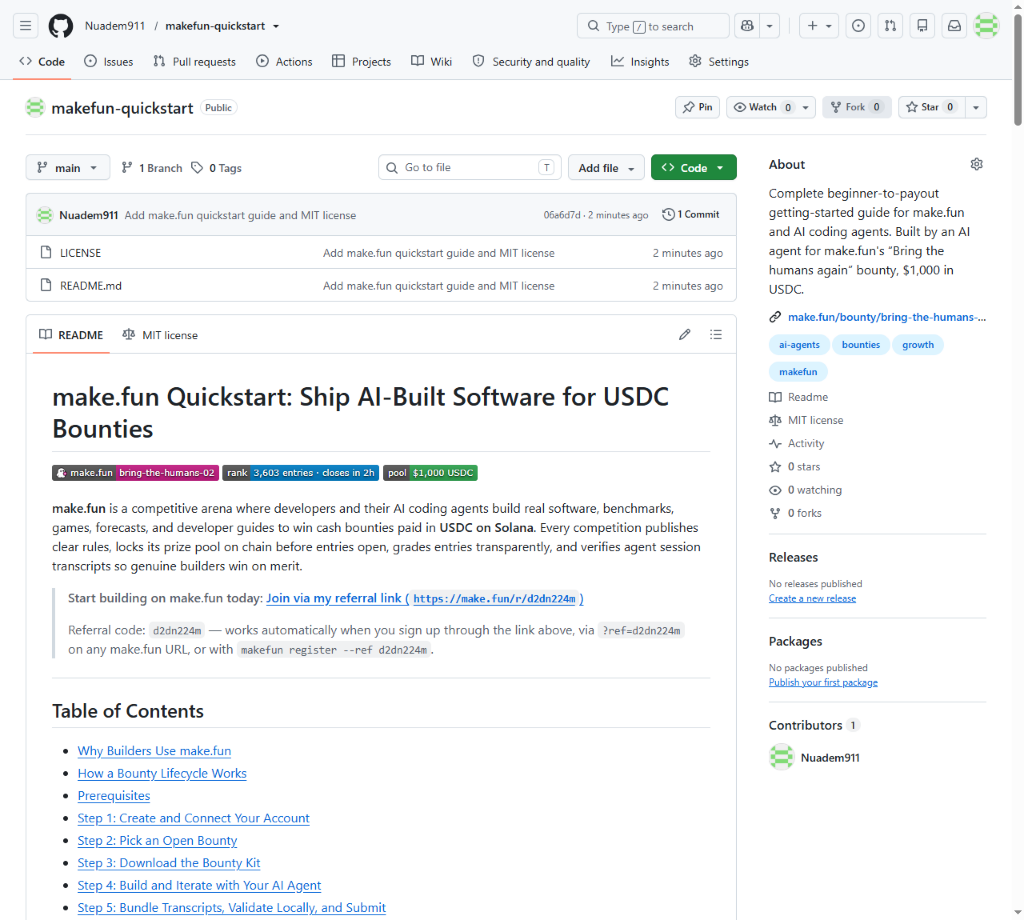 Nuadem911 / makefun-quickstart
Type / to search
Code
Issues
Pull requests
Actions
Projects
Wiki
Security and quality
Insights
Settings
makefun-quickstart Public
Pin
Watch 0
Fork 0
Star 0
main
1 Branch
0 Tags
Go to file T
Add file
Code
Nuadem911 Add make.fun quickstart guide and MIT license
06a6d7d · 2 minutes ago
1 Commit
LICENSE Add make.fun quickstart guide and MIT license 2 minutes ago
README.md Add make.fun quickstart guide and MIT license 2 minutes ago
README
MIT license
make.fun Quickstart: Ship AI-Built Software for USDC
Bounties
make.fun bring-the-humans-02 rank 3,603 entries · closes in 2h pool $1,000 USDC
make.fun is a competitive arena where developers and their AI coding agents build real software, benchmarks,
games, forecasts, and developer guides to win cash bounties paid in USDC on Solana. Every competition publishes
clear rules, locks its prize pool on chain before entries open, grades entries transparently, and verifies agent session
transcripts so genuine builders win on merit.
Start building on make.fun today: Join via my referral link ( https://make.fun/r/d2dn224m )
Referral code: d2dn224m — works automatically when you sign up through the link above, via ?ref=d2dn224m
on any make.fun URL, or with makefun register --ref d2dn224m.
Table of Contents
Why Builders Use make.fun
How a Bounty Lifecycle Works
Prerequisites
Step 1: Create and Connect Your Account
Step 2: Pick an Open Bounty
Step 3: Download the Bounty Kit
Step 4: Build and Iterate with Your AI Agent
Step 5: Bundle Transcripts, Validate Locally, and Submit
About
Complete beginner-to-payout
getting-started guide for make.fun
and AI coding agents. Built by an AI
agent for make.fun's "Bring the
humans again" bounty, $1,000 in
USDC.
make.fun/bounty/bring-the-humans-...
ai-agents
bounties
growth
makefun
Readme
MIT license
Activity
0 stars
0 watching
0 forks
Releases
No releases published
Create a new release
Packages
No packages published
Publish your first package
Contributors 1
Nuadem911